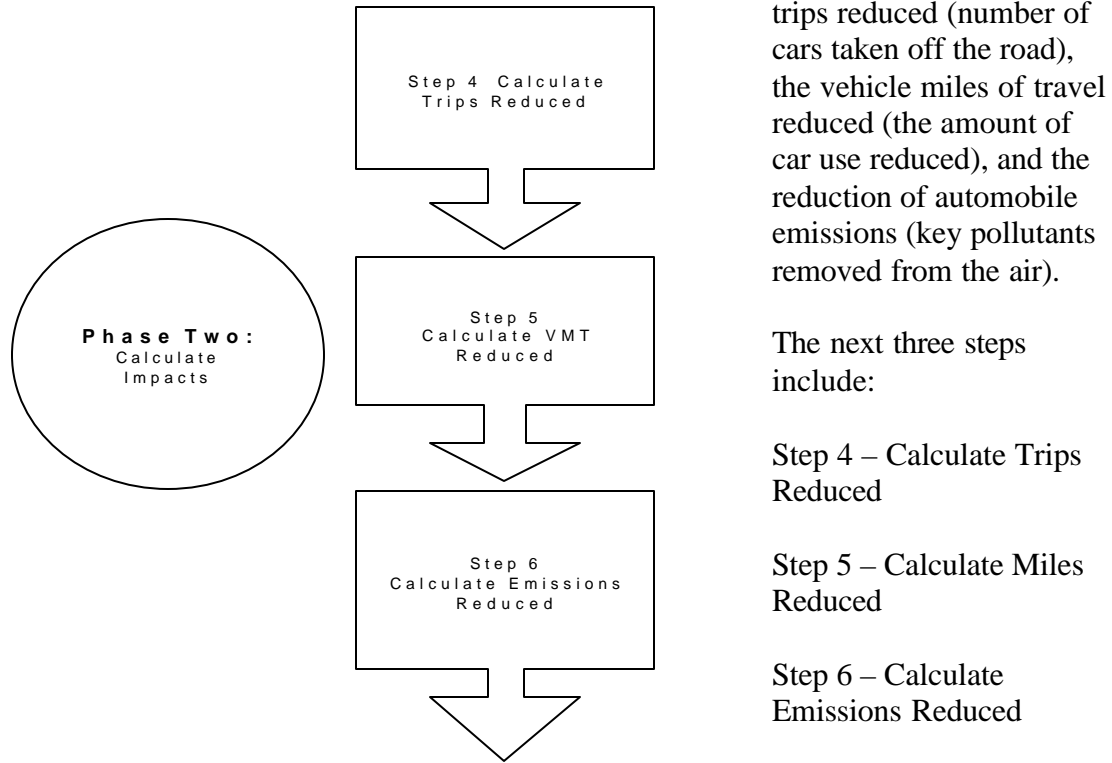 Step 4 Calculate
Trips Reduced
Phase Two:
Calculate
Impacts
Step 5
Calculate VMT
Reduced
Step 6
Calculate Emissions
Reduced
trips reduced (number of
cars taken off the road),
the vehicle miles of travel
reduced (the amount of
car use reduced), and the
reduction of automobile
emissions (key pollutants
removed from the air).
The next three steps
include:
Step 4 – Calculate Trips
Reduced
Step 5 – Calculate Miles
Reduced
Step 6 – Calculate
Emissions Reduced